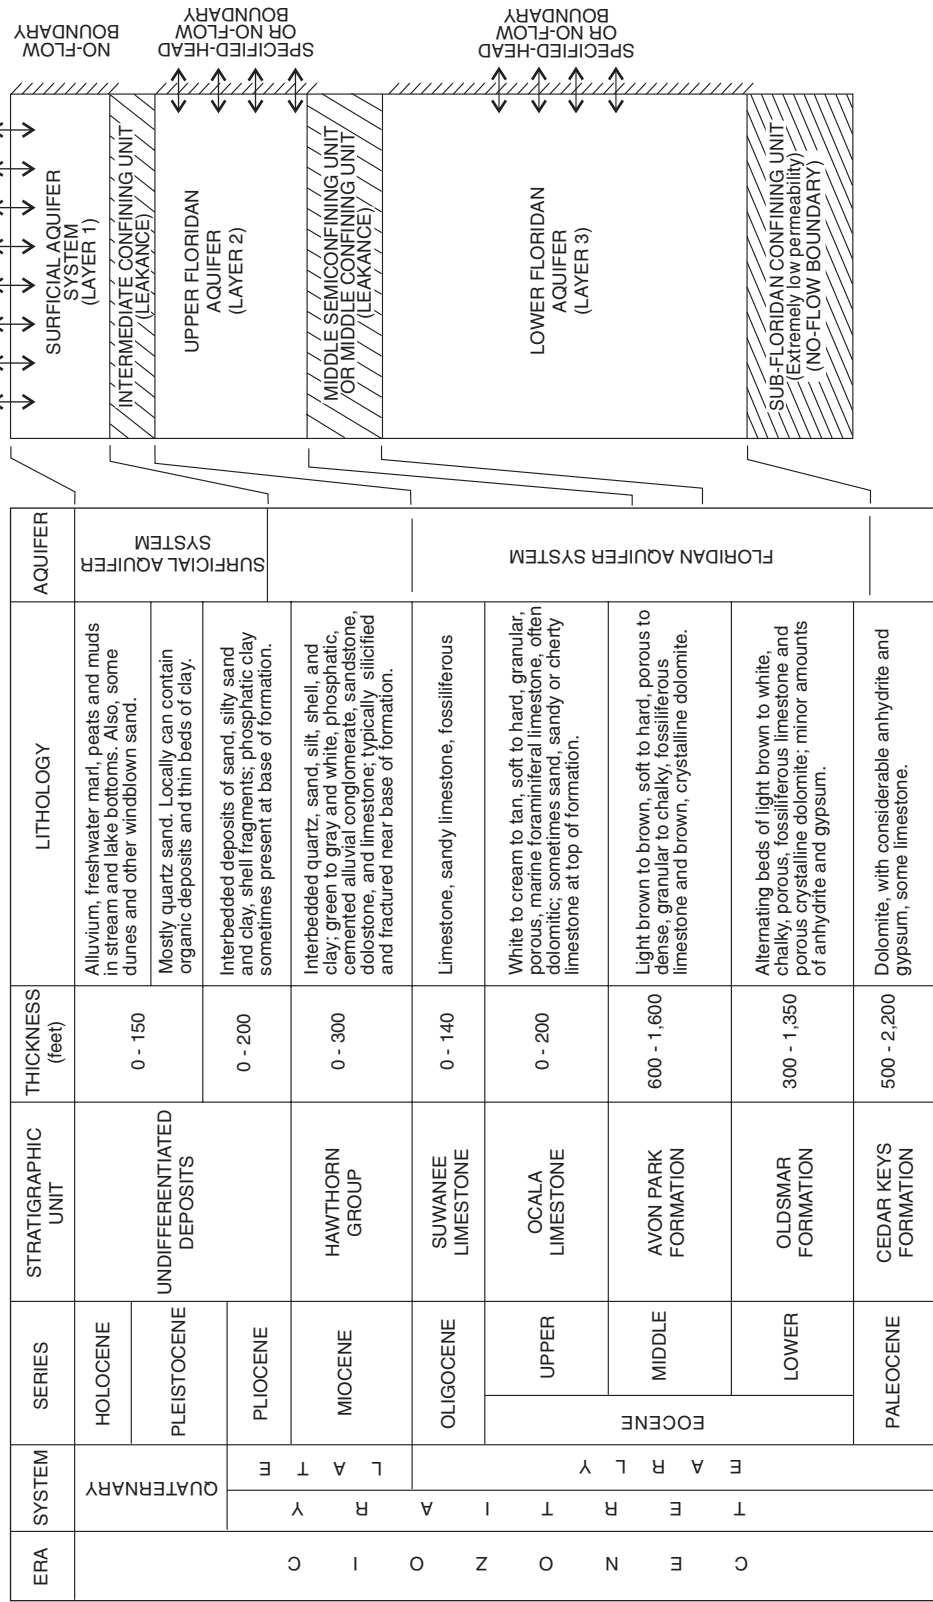 ERA
SYSTEM
SERIES
STRATIGRAPHIC
UNIT
THICKNESS
(feet)
LITHOLOGY
AQUIFER
CENOZOIC
QUATERNARY
TERTIARY
LATE
EARLY
HOLOCENE
PLEISTOCENE
PLIOCENE
MIOCENE
OLIGOCENE
EOCENE
UPPER
MIDDLE
LOWER
PALEOCENE
UNDIFFERENTIATED
DEPOSITS
HAWTHORN
GROUP
SUWANEE
LIMESTONE
OCALA
LIMESTONE
AVON PARK
FORMATION
OLDSMAR
FORMATION
CEDAR KEYS
FORMATION
0 - 150
0 - 200
0 - 300
0 - 140
0 - 200
600 - 1,600
300 - 1,350
500 - 2,200
Alluvium, freshwater marl, peats and muds
in stream and lake bottoms. Also, some
dunes and other windblown sand.
Mostly quartz sand. Locally can contain
organic deposits and thin beds of clay.
Interbedded deposits of sand, silty sand
and clay, shell fragments; phosphatic clay
sometimes present at base of formation.
Interbedded quartz, sand, silt, shell, and
clay; green to gray and white, phosphatic,
cemented alluvial conglomerate, sandstone,
dolostone, and limestone; typically silicified
and fractured near base of formation.
Limestone, sandy limestone, fossiliferous
White to cream to tan, soft to hard, granular,
porous, marine foraminiferal limestone, often
dolomitic; sometimes sand, sandy or cherty
limestone at top of formation.
Light brown to brown, soft to hard, porous to
dense, granular to chalky, fossiliferous
limestone and brown, crystalline dolomite.
Alternating beds of light brown to white,
chalky, porous, fossiliferous limestone and
porous crystalline dolomite; minor amounts
of anhydrite and gypsum.
Dolomite, with considerable anhydrite and
gypsum, some limestone.
SURFICIAL AQUIFER
SYSTEM
FLORIDAN AQUIFER SYSTEM
SURFICIAL AQUIFER
SYSTEM
(LAYER 1)
INTERMEDIATE CONFINING UNIT
(LEAKANCE)
UPPER FLORIDAN
AQUIFER
(LAYER 2)
MIDDLE SEMICONFINING UNIT
OR MIDDLE CONFINING UNIT
(LEAKANCE)
LOWER FLORIDAN
AQUIFER
(LAYER 3)
SUB-FLORIDAN CONFINING UNIT
(Extremely low permeability)
(NO-FLOW BOUNDARY)
NO-FLOW
BOUNDARY
SPECIFIED-HEAD
OR NO-FLOW
BOUNDARY
SPECIFIED-HEAD
OR NO-FLOW
BOUNDARY